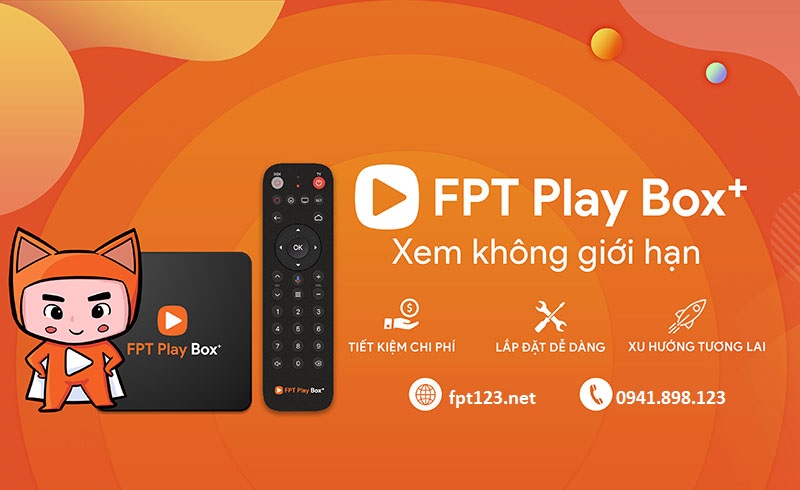 FPT Play Box+
Xem không giới hạn
TIẾT KIỆM CHI PHÍ
LẮP ĐẶT DỄ DÀNG
XU HƯỚNG TƯƠNG LAI
fpt123.net
0941.898.123
FPT Play Box+
TV
OK
1 2 3
4 5 6
7 8 9
0
FPT Play Box+